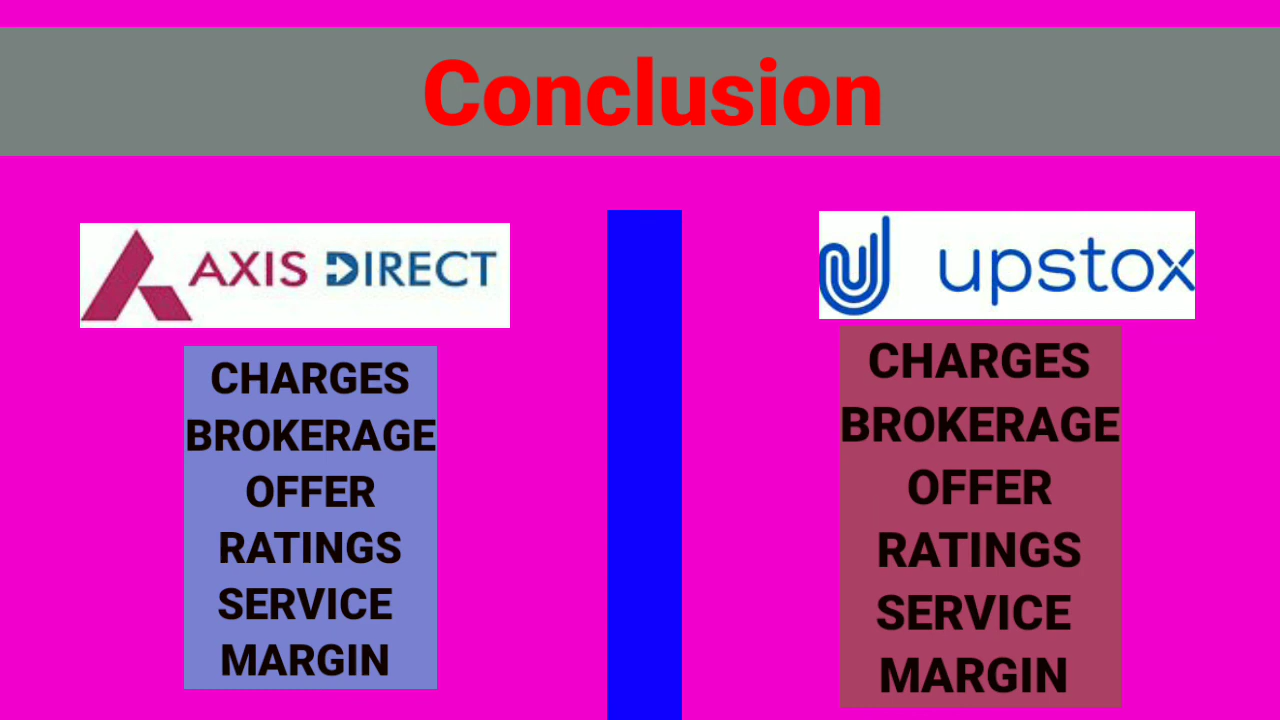 Conclusion
AXIS DIRECT
CHARGES
BROKERAGE
OFFER
RATINGS
SERVICE
MARGIN
upstox
CHARGES
BROKERAGE
OFFER
RATINGS
SERVICE
MARGIN